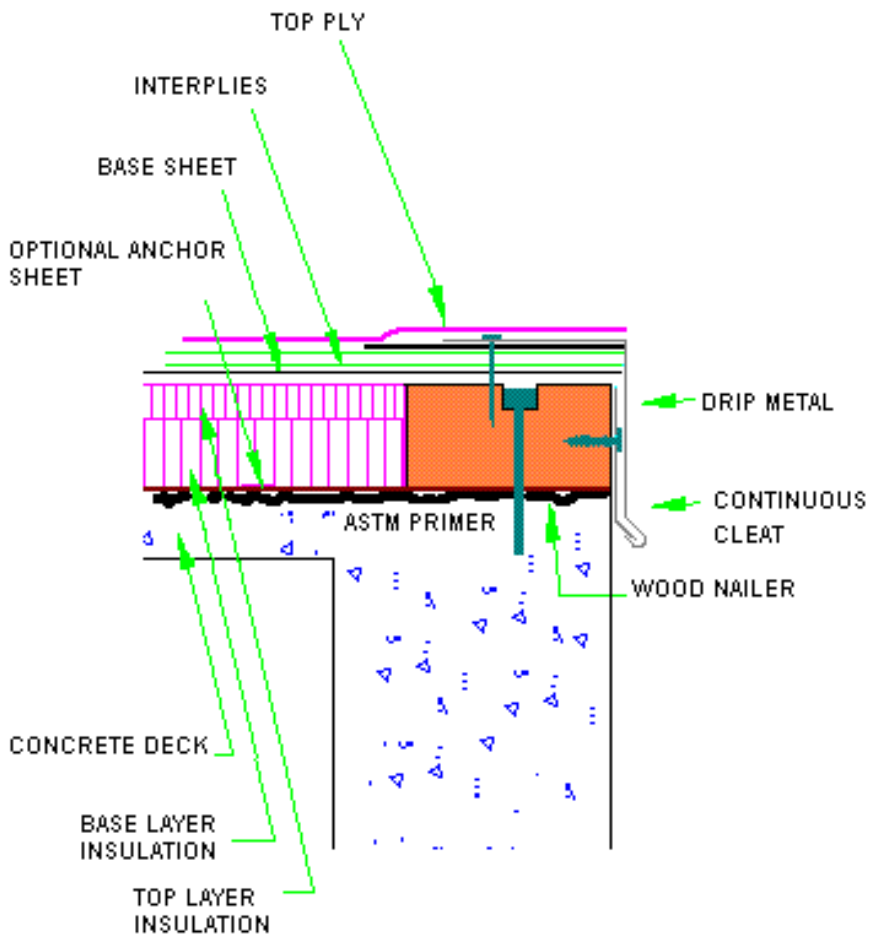 TOP PLY
INTERPLIES
BASE SHEET
OPTIONAL ANCHOR
SHEET
DRIP METAL
CONTINUOUS
CLEAT
ASTM PRIMER
WOOD NAILER
CONCRETE DECK
BASE LAYER
INSULATION
TOP LAYER
INSULATION